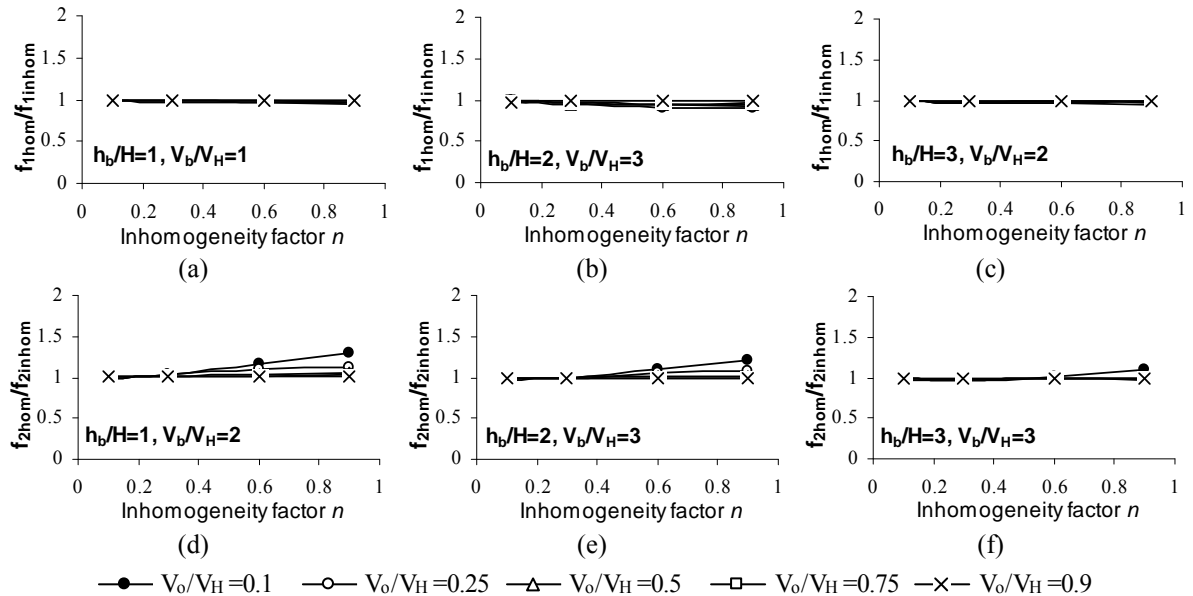 2
1.5
1
0.5
0
f1hom/f1inhom
hb/H=1, Vb/VH=1
0 0.2 0.4 0.6 0.8 1
Inhomogeneity factor n
(a)
2
1.5
1
0.5
0
f1hom/f1inhom
hb/H=2, Vb/VH=3
0 0.2 0.4 0.6 0.8 1
Inhomogeneity factor n
(b)
2
1.5
1
0.5
0
f1hom/f1inhom
hb/H=3, Vb/VH=2
0 0.2 0.4 0.6 0.8 1
Inhomogeneity factor n
(c)
2
1.5
1
0.5
0
f2hom/f2inhom
hb/H=1, Vb/VH=2
0 0.2 0.4 0.6 0.8 1
Inhomogeneity factor n
(d)
2
1.5
1
0.5
0
f2hom/f2inhom
hb/H=2, Vb/VH=3
0 0.2 0.4 0.6 0.8 1
Inhomogeneity factor n
(e)
2
1.5
1
0.5
0
f2hom/f2inhom
hb/H=3, Vb/VH=3
0 0.2 0.4 0.6 0.8 1
Inhomogeneity factor n
(f)
Vo/VH=0.1 Vo/VH=0.25 Vo/VH=0.5 Vo/VH=0.75 Vo/VH=0.9